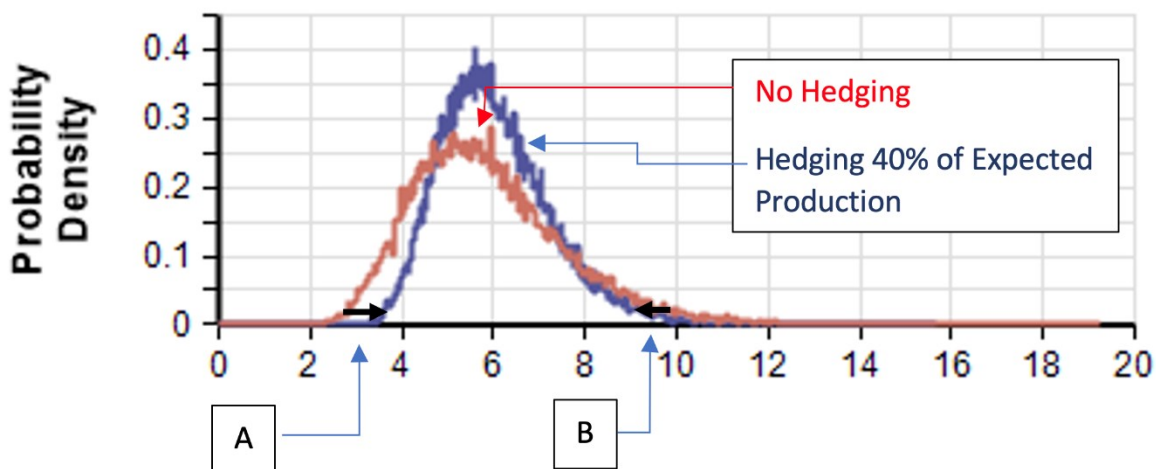 Probability
Density
0.4
0.3
0.2
0.1
0
0 2 4 6 8 10 12 14 16 18 20
No Hedging
Hedging 40% of Expected
Production
A
B